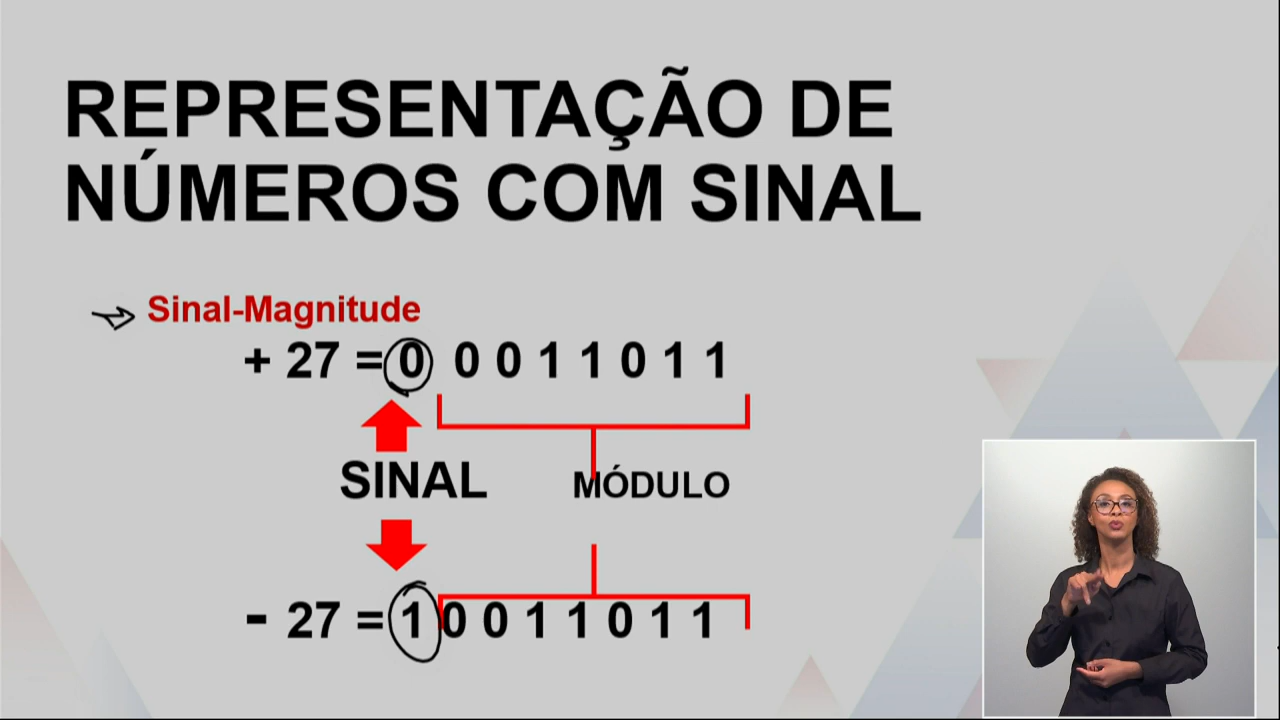 REPRESENTAÇÃO DE
NÚMEROS COM SINAL
Sinal-Magnitude
+ 27 = 0 0 0 1 1 0 1 1
SINAL MÓDULO
- 27 = 1 0 0 1 1 0 1 1